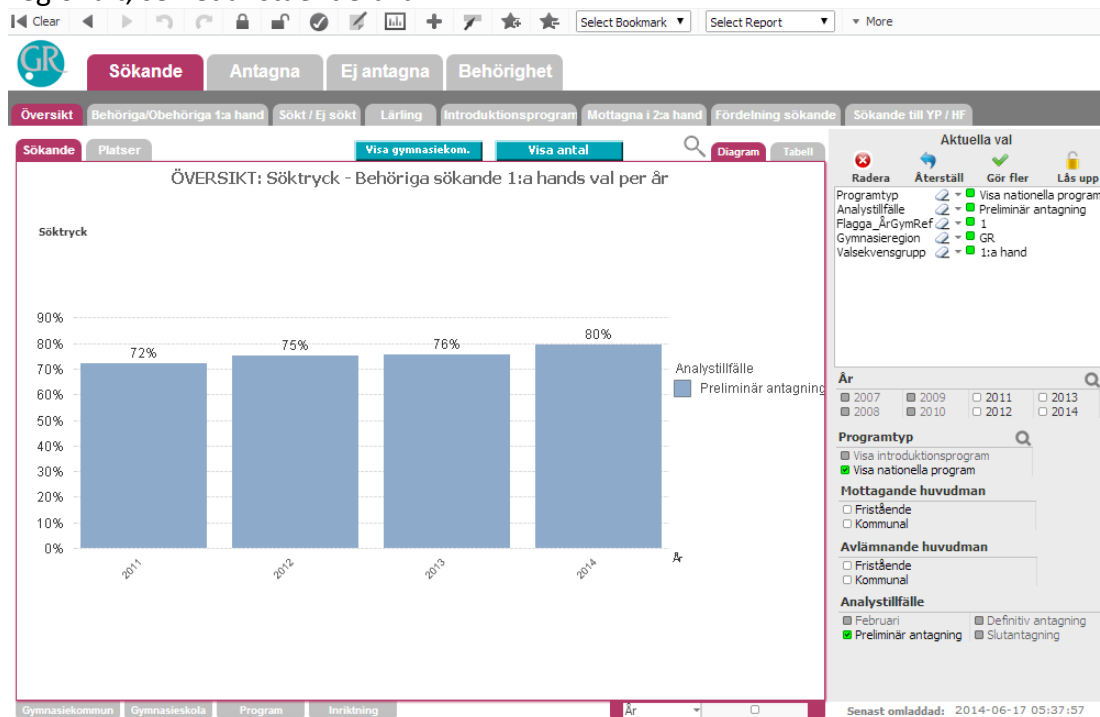 Clear Select Bookmark ▼ Select Report ▼ ▼ More
GR Sökande Antagna Ej antagna Behörighet
Översikt Behöriga/Obehöriga 1:a hand Sökt / Ej sökt Lärling Introduktionsprogram Mottagna i 2:a hand Fördelning sökande Sökande till YP / HF
Sökande Platser Visa gymnasiekom. Visa antal Diagram Tabell
ÖVERSIKT: Söktryck - Behöriga sökande 1:a hands val per år
Söktryck
90%
80%
70%
60%
50%
40%
30%
20%
10%
0%
72% 75% 76% 80%
2011 2012 2013 2014
År
Analystillfälle
Preliminär antagning
Aktuella val
Radera Återställ Gör fler Lås upp
Programtyp Visa nationella program
Analystillfälle Preliminär antagning
Flagga_ÅrGymRef 1
Gymnasieregion GR
Valsekvensgrupp 1:a hand
År
2007 2009 2011 2013
2008 2010 2012 2014
Programtyp
Visa introduktionsprogram
Visa nationella program
Mottagande huvudman
Fristående
Kommunal
Avlämnande huvudman
Fristående
Kommunal
Analystillfälle
Februari Definitiv antagning
Preliminär antagning Slutantagning
Gymnasiekommun Gymnasieskola Program Inriktning År
Senast omladdad: 2014-06-17 05:37:57